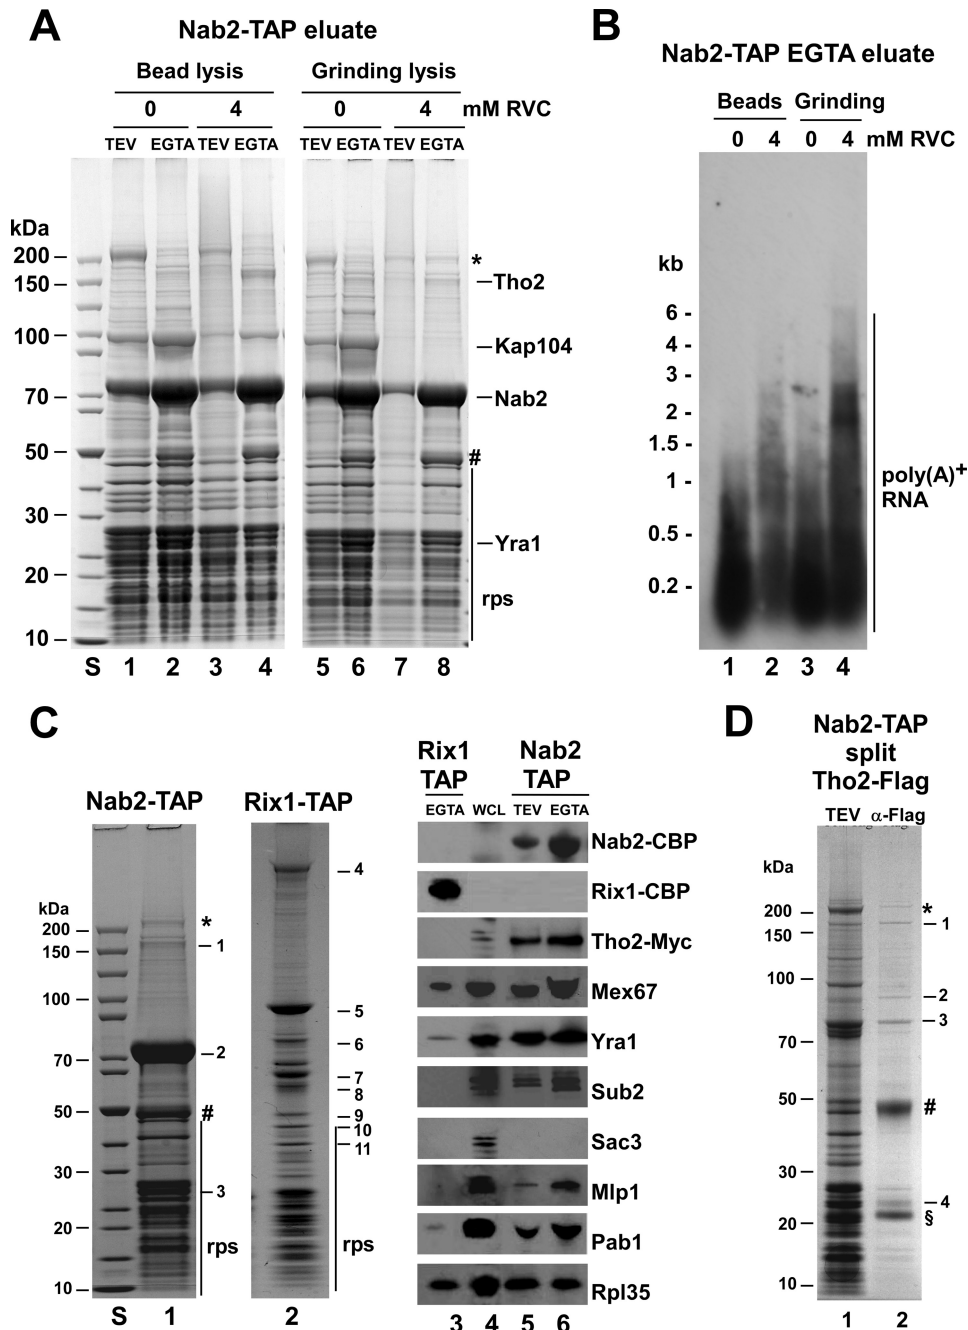 A
Nab2-TAP eluate
Bead lysis Grinding lysis
0 4 0 4 mM RVC
TEV EGTA TEV EGTA TEV EGTA TEV EGTA
kDa
200
150
100
70
50
30
20
10
*
Tho2
Kap104
Nab2
#
Yra1
rps
S 1 2 3 4 5 6 7 8
B
Nab2-TAP EGTA eluate
Beads Grinding
0 4 0 4 mM RVC
kb
6 -
4 -
3 -
2 -
1.5 -
1 -
0.5 -
0.2 -
poly(A)+
RNA
1 2 3 4
C
Nab2-TAP Rix1-TAP
kDa
200
150
100
70
50
30
20
10
*
1
2
#
3
rps
S 1
4
5
6
7
8
9
10
11
rps
2
Rix1 Nab2
TAP TAP
EGTA WCL TEV EGTA
Nab2-CBP
Rix1-CBP
Tho2-Myc
Mex67
Yra1
Sub2
Sac3
Mlp1
Pab1
Rpl35
3 4 5 6
D
Nab2-TAP
split
Tho2-Flag
TEV α-Flag
kDa
200
150
100
70
50
30
20
10
*
1
2
3
#
4
§
1 2